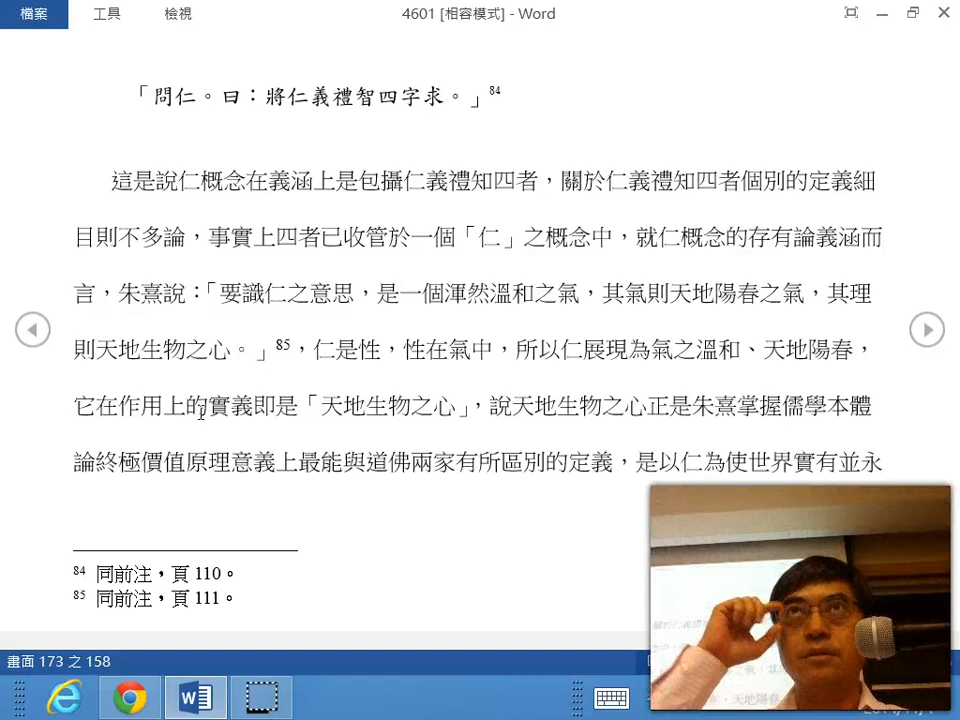 檔案 工具 檢視 4601 [相容模式] - Word
「問仁。曰：將仁義禮智四字求。」84
這是說仁概念在義涵上是包攝仁義禮知四者，關於仁義禮知四者個別的定義細
目則不多論，事實上四者已收管於一個「仁」之概念中，就仁概念的存有論義涵而
言，朱熹說：「要識仁之意思，是一個渾然溫和之氣，其氣則天地陽春之氣，其理
則天地生物之心。」85，仁是性，性在氣中，所以仁展現為氣之溫和、天地陽春，
它在作用上的實義即是「天地生物之心」，說天地生物之心正是朱熹掌握儒學本體
論終極價值原理意義上最能與道佛兩家有所區別的定義，是以仁為使世界實有並永
84 同前注，頁 110。
85 同前注，頁 111。
畫面 173 之 158